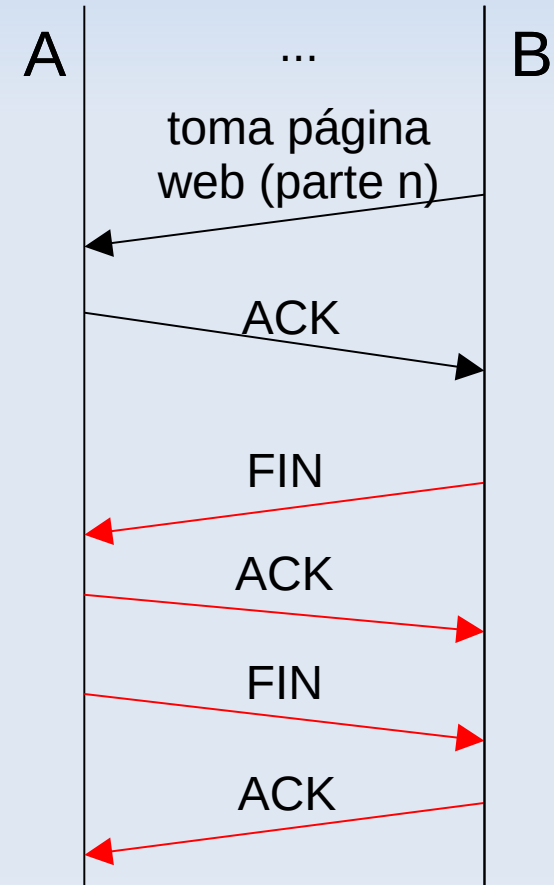 A
...
B
toma página
web (parte n)
ACK
FIN
ACK
FIN
ACK